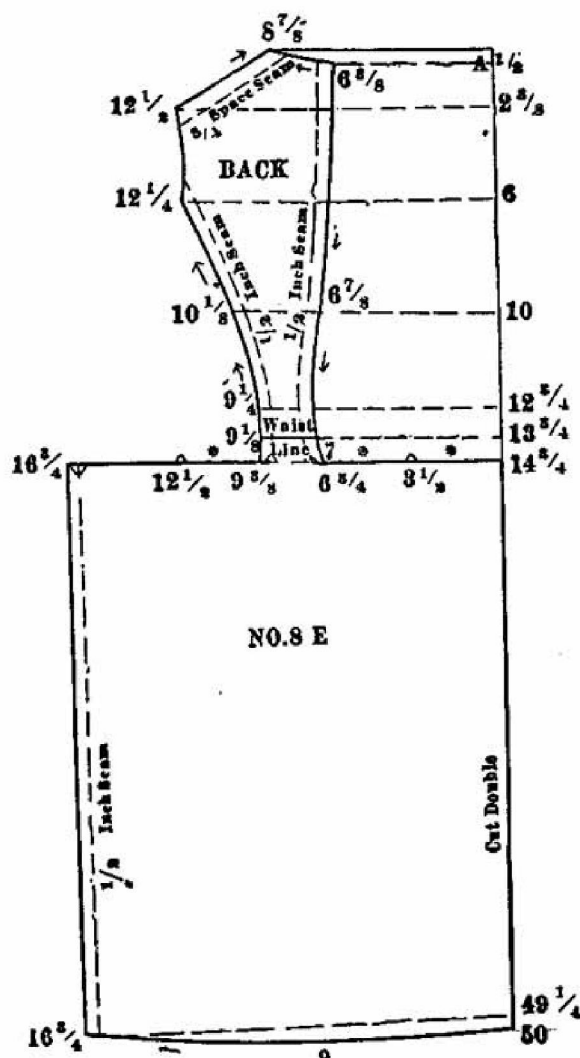 8 7/8
A 1/2
6 3/8
12 1/2
2 3/8
3/4 Space Seam
BACK
12 1/4
6
Inch Seam
1/2
Inch Seam
1/2
10 1/8
6 7/8
10
9 1/4
12 3/4
Waist
9 1/8
13 3/4
Line
7
16 3/4
12 1/2
*
9 3/8
6 3/4
*
3 1/2
*
14 3/4
NO. 8 E
Cut Double
1/2 Inch Seam
49 1/4
16 3/4
50
9